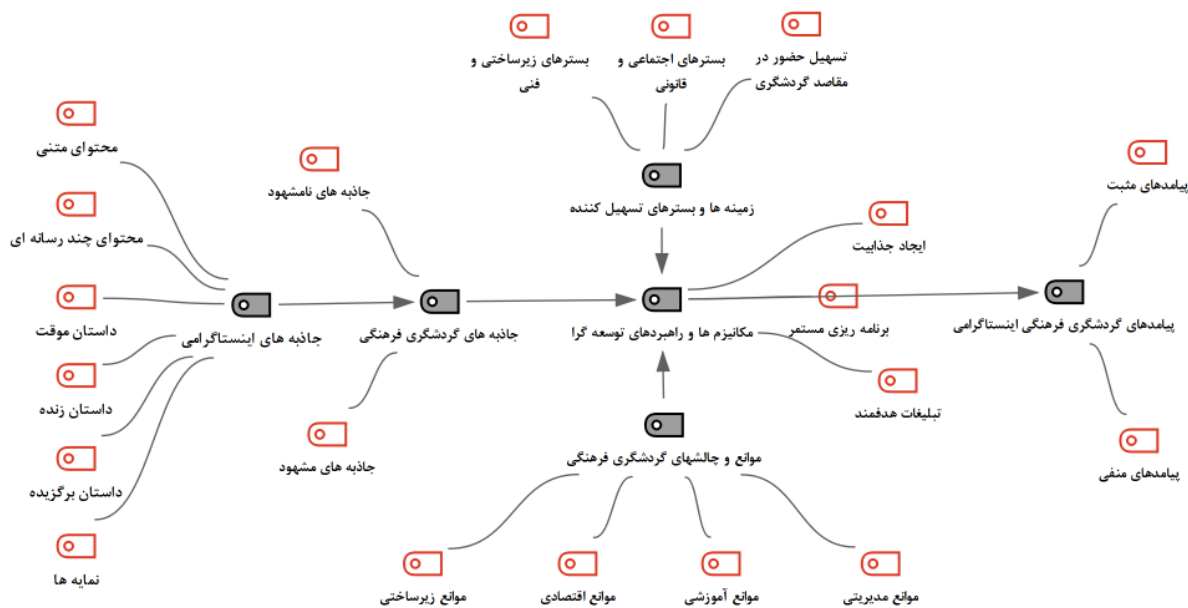 تسهیل حضور در
مقاصد گردشگری
بسترهای اجتماعی و
قانونی
بسترهای زیرساختی و
فنی
زمینه ها و بسترهای تسهیل کننده
پیامدهای مثبت
ایجاد جذابیت
جاذبه های نامشهود
محتوای متنی
محتوای چند رسانه ای
داستان موقت
جاذبه های اینستاگرامی
جاذبه های گردشگری فرهنگی
مکانیزم ها و راهبردهای توسعه گرا
برنامه ریزی مستمر
پیامدهای گردشگری فرهنگی اینستاگرامی
داستان زنده
تبلیغات هدفمند
داستان برگزیده
جاذبه های مشهود
موانع و چالشهای گردشگری فرهنگی
پیامدهای منفی
نمایه ها
موانع زیرساختی
موانع اقتصادی
موانع آموزشی
موانع مدیریتی